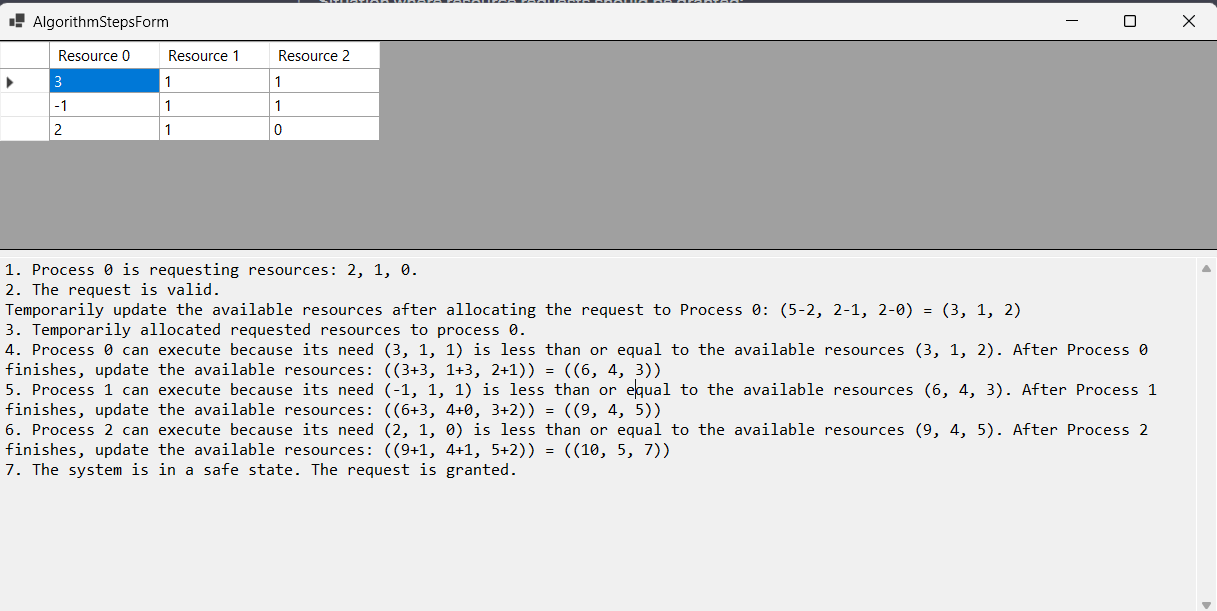 Situation where resource requests should be granted:
AlgorithmStepsForm
Resource 0 Resource 1 Resource 2
3 1 1
-1 1 1
2 1 0
1. Process 0 is requesting resources: 2, 1, 0.
2. The request is valid.
Temporarily update the available resources after allocating the request to Process 0: (5-2, 2-1, 2-0) = (3, 1, 2)
3. Temporarily allocated requested resources to process 0.
4. Process 0 can execute because its need (3, 1, 1) is less than or equal to the available resources (3, 1, 2). After Process 0
finishes, update the available resources: ((3+3, 1+3, 2+1)) = ((6, 4, 3))
5. Process 1 can execute because its need (-1, 1, 1) is less than or equal to the available resources (6, 4, 3). After Process 1
finishes, update the available resources: ((6+3, 4+0, 3+2)) = ((9, 4, 5))
6. Process 2 can execute because its need (2, 1, 0) is less than or equal to the available resources (9, 4, 5). After Process 2
finishes, update the available resources: ((9+1, 4+1, 5+2)) = ((10, 5, 7))
7. The system is in a safe state. The request is granted.